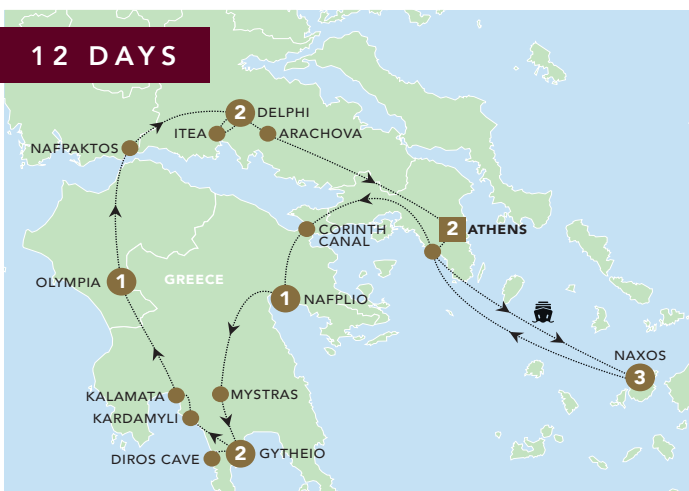 12 DAYS
2 DELPHI
ITEA
ARACHOVA
NAFPAKTOS
2 ATHENS
CORINTH
CANAL
OLYMPIA 1
GREECE
1 NAFPLIO
NAXOS
3
KALAMATA
MYSTRAS
KARDAMYLI
DIROS CAVE
2 GYTHEIO